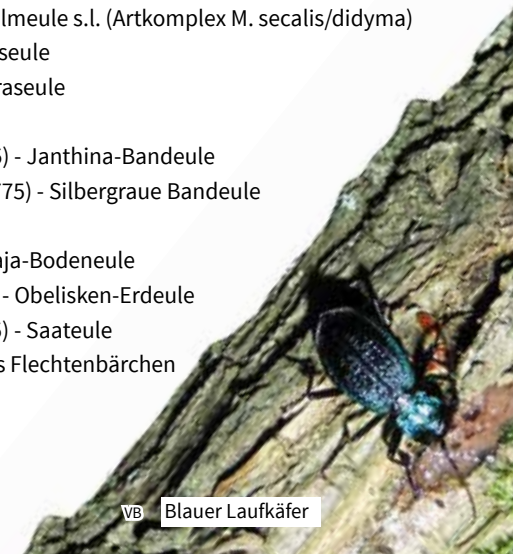 lmeule s.l. (Artkomplex M. secalis/didyma)
seule
raseule
) - Janthina-Bandeule
75) - Silbergraue Bandeule
ja-Bodeneule
- Obelisken-Erdeule
) - Saateule
s Flechtenbärchen
VB Blauer Laufkäfer